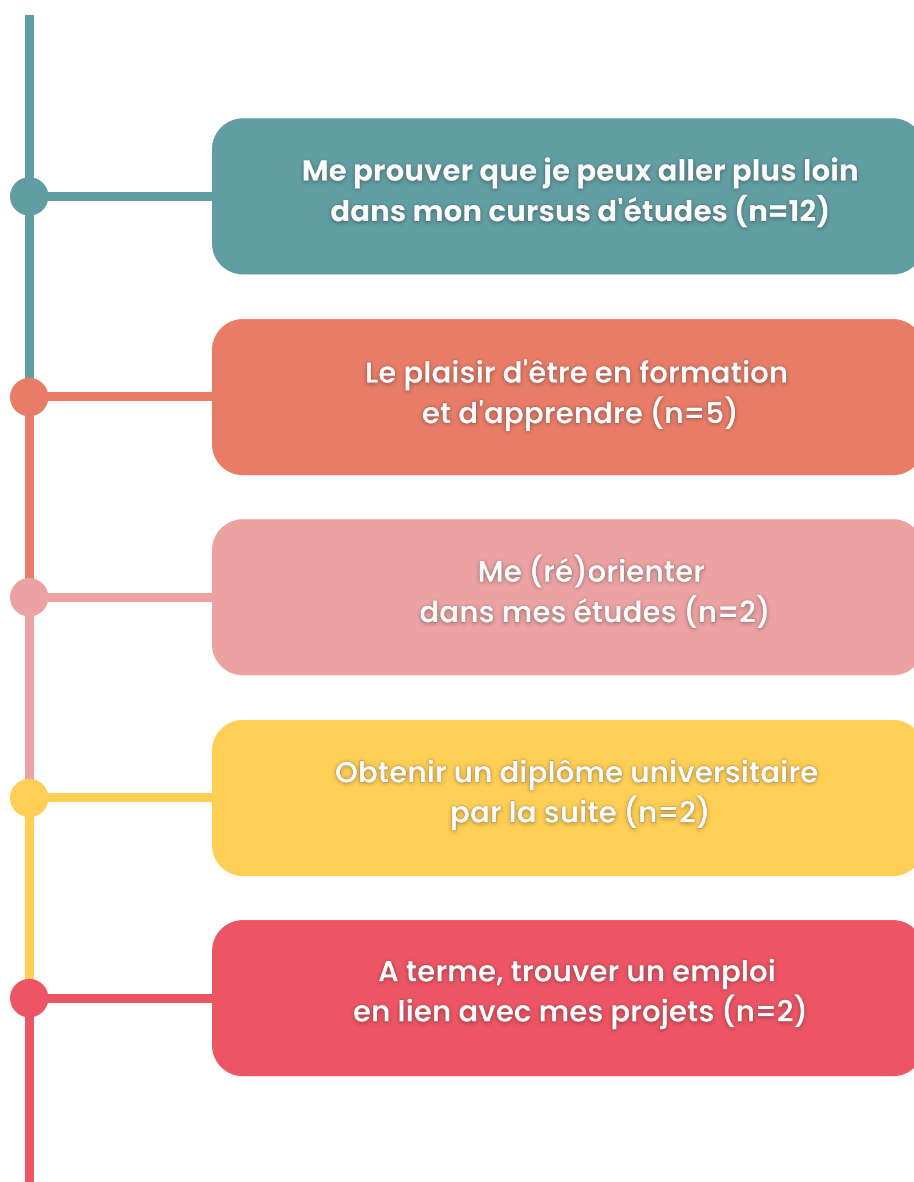 Me prouver que je peux aller plus loin
dans mon cursus d'études (n=12)
Le plaisir d'être en formation
et d'apprendre (n=5)
Me (ré)orienter
dans mes études (n=2)
Obtenir un diplôme universitaire
par la suite (n=2)
A terme, trouver un emploi
en lien avec mes projets (n=2)